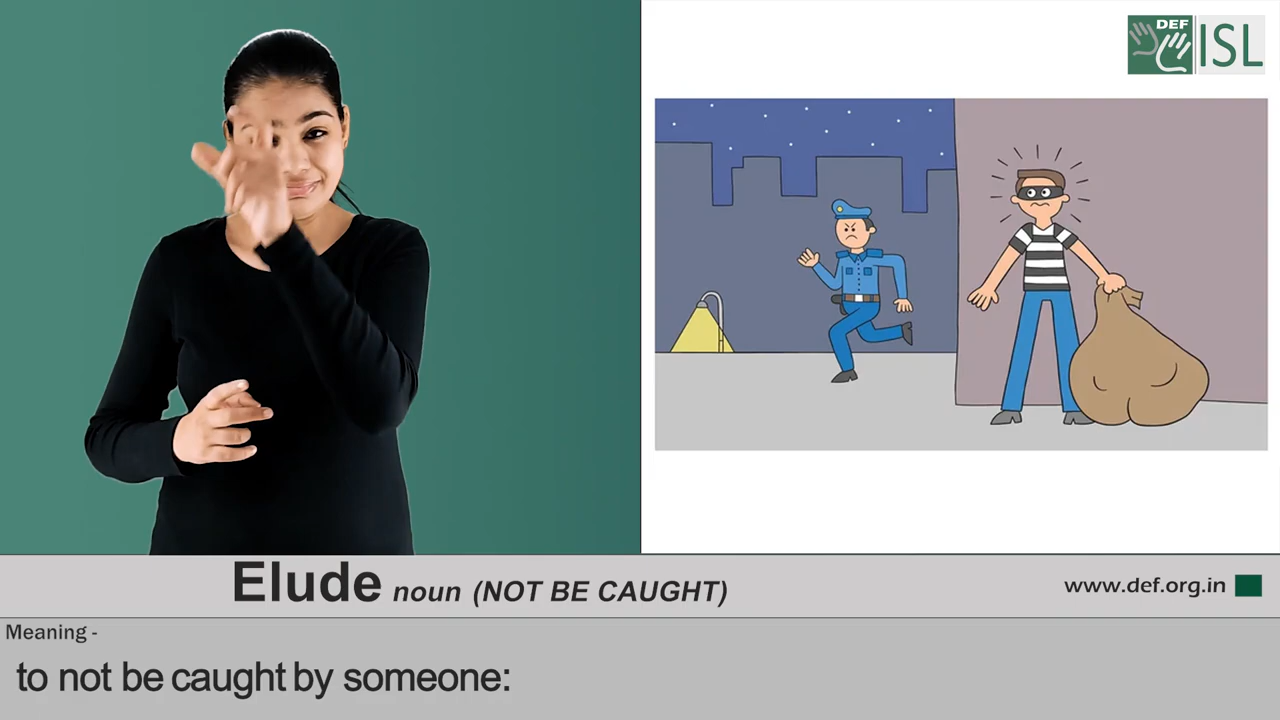 DEF
ISL
Elude noun (NOT BE CAUGHT)
www.def.org.in
Meaning -
to not be caught by someone: